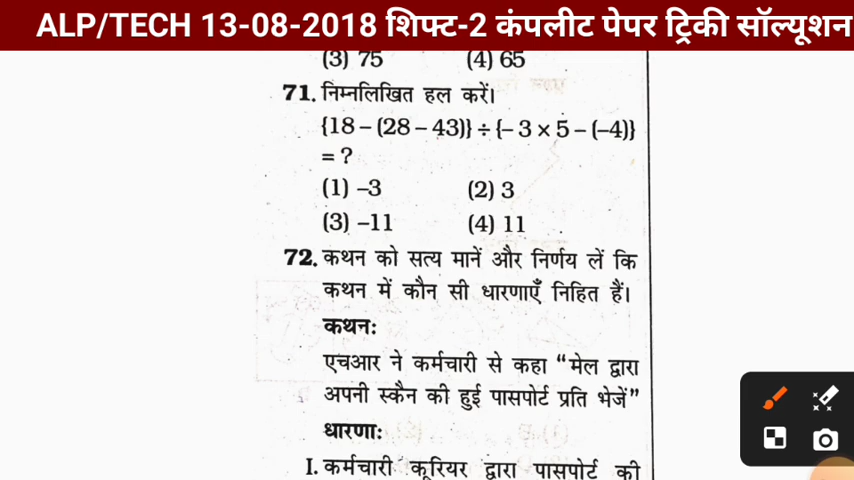 ALP/TECH 13-08-2018 शिफ्ट-2 कंपलीट पेपर ट्रिकी सॉल्यूशन
(3) 75 (4) 65
71. निम्नलिखित हल करें।
{18 – (28 – 43)} ÷ {– 3 × 5 – (–4)}
= ?
(1) –3 (2) 3
(3) –11 (4) 11
72. कथन को सत्य मानें और निर्णय लें कि
कथन में कौन सी धारणाएँ निहित हैं।
कथनः
एचआर ने कर्मचारी से कहा “मेल द्वारा
अपनी स्कैन की हुई पासपोर्ट प्रति भेजें”
धारणाः
I. कर्मचारी कूरियर द्वारा पासपोर्ट की